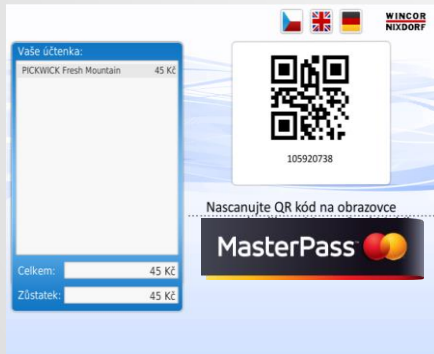 WINCOR
NIXDORF
Vaše účtenka:
PICKWICK Fresh Mountain 45 Kč
105920738
Nascanujte QR kód na obrazovce
MasterPass
Celkem: 45 Kč
Zůstatek: 45 Kč